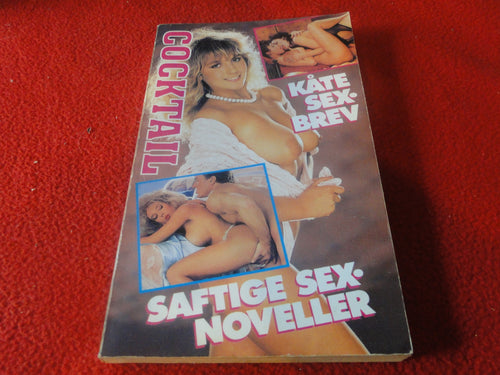 COCKTAIL
KÅTE
SEX-
BREV
SAFTIGE SEX-
NOVELLER